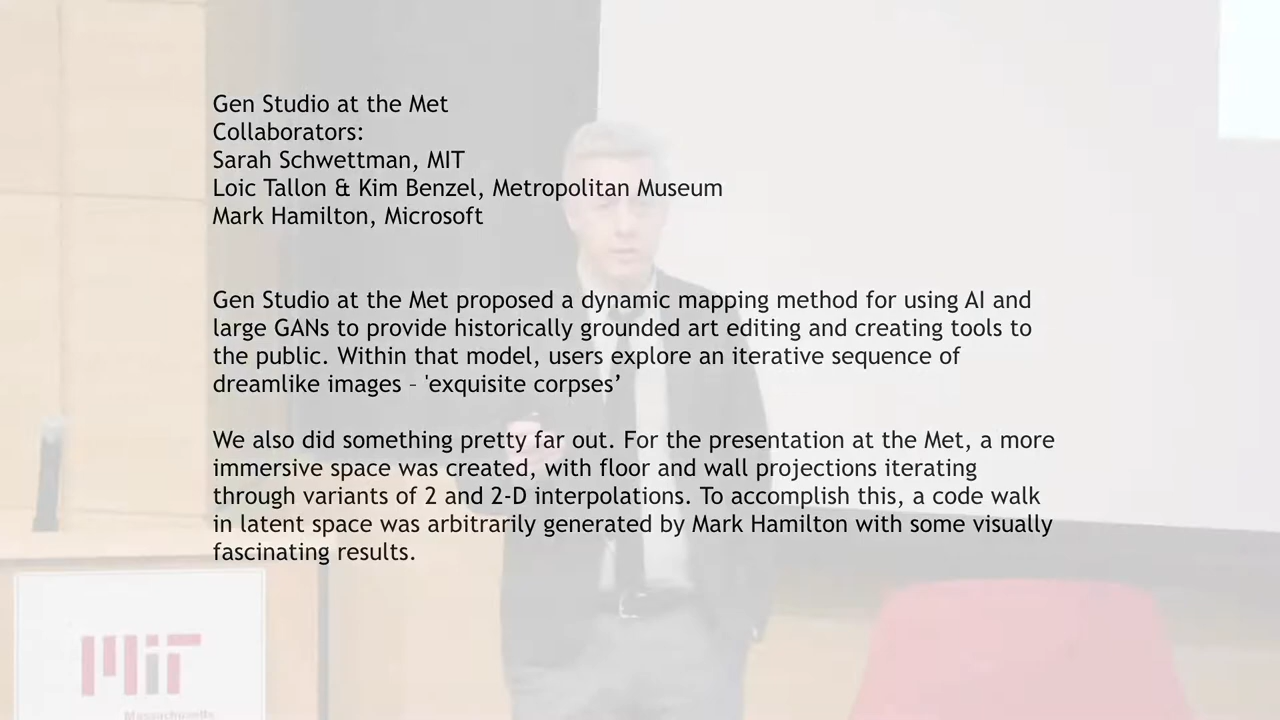 Gen Studio at the Met
Collaborators:
Sarah Schwettman, MIT
Loic Tallon & Kim Benzel, Metropolitan Museum
Mark Hamilton, Microsoft
Gen Studio at the Met proposed a dynamic mapping method for using AI and
large GANs to provide historically grounded art editing and creating tools to
the public. Within that model, users explore an iterative sequence of
dreamlike images – 'exquisite corpses’
We also did something pretty far out. For the presentation at the Met, a more
immersive space was created, with floor and wall projections iterating
through variants of 2 and 2-D interpolations. To accomplish this, a code walk
in latent space was arbitrarily generated by Mark Hamilton with some visually
fascinating results.
MIT
Massachusetts